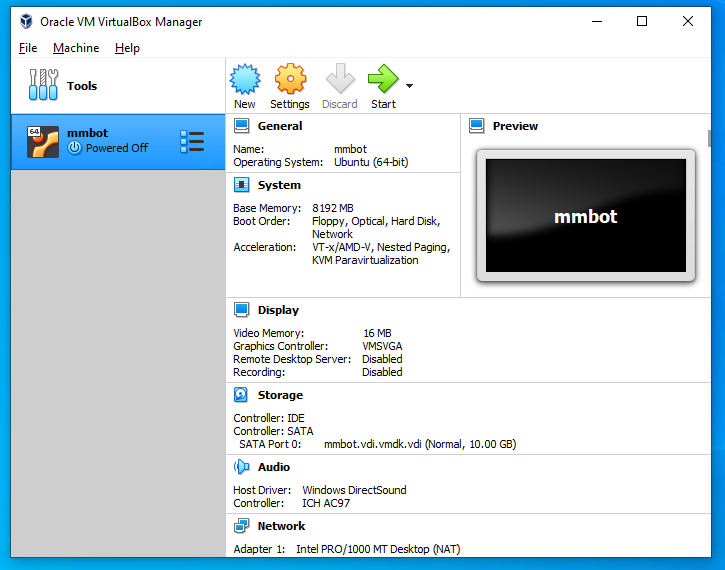 Oracle VM VirtualBox Manager
File Machine Help
Tools
New Settings Discard Start
64
mmbot
Powered Off
General
Name: mmbot
Operating System: Ubuntu (64-bit)
System
Base Memory: 8192 MB
Boot Order: Floppy, Optical, Hard Disk,
Network
Acceleration: VT-x/AMD-V, Nested Paging,
KVM Paravirtualization
Preview
mmbot
Display
Video Memory: 16 MB
Graphics Controller: VMSVGA
Remote Desktop Server: Disabled
Recording: Disabled
Storage
Controller: IDE
Controller: SATA
SATA Port 0: mmbot.vdi.vmdk.vdi (Normal, 10.00 GB)
Audio
Host Driver: Windows DirectSound
Controller: ICH AC97
Network
Adapter 1: Intel PRO/1000 MT Desktop (NAT)